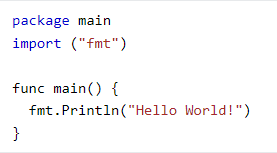 package main
import ("fmt")

func main() {
  fmt.Println("Hello World!")
}